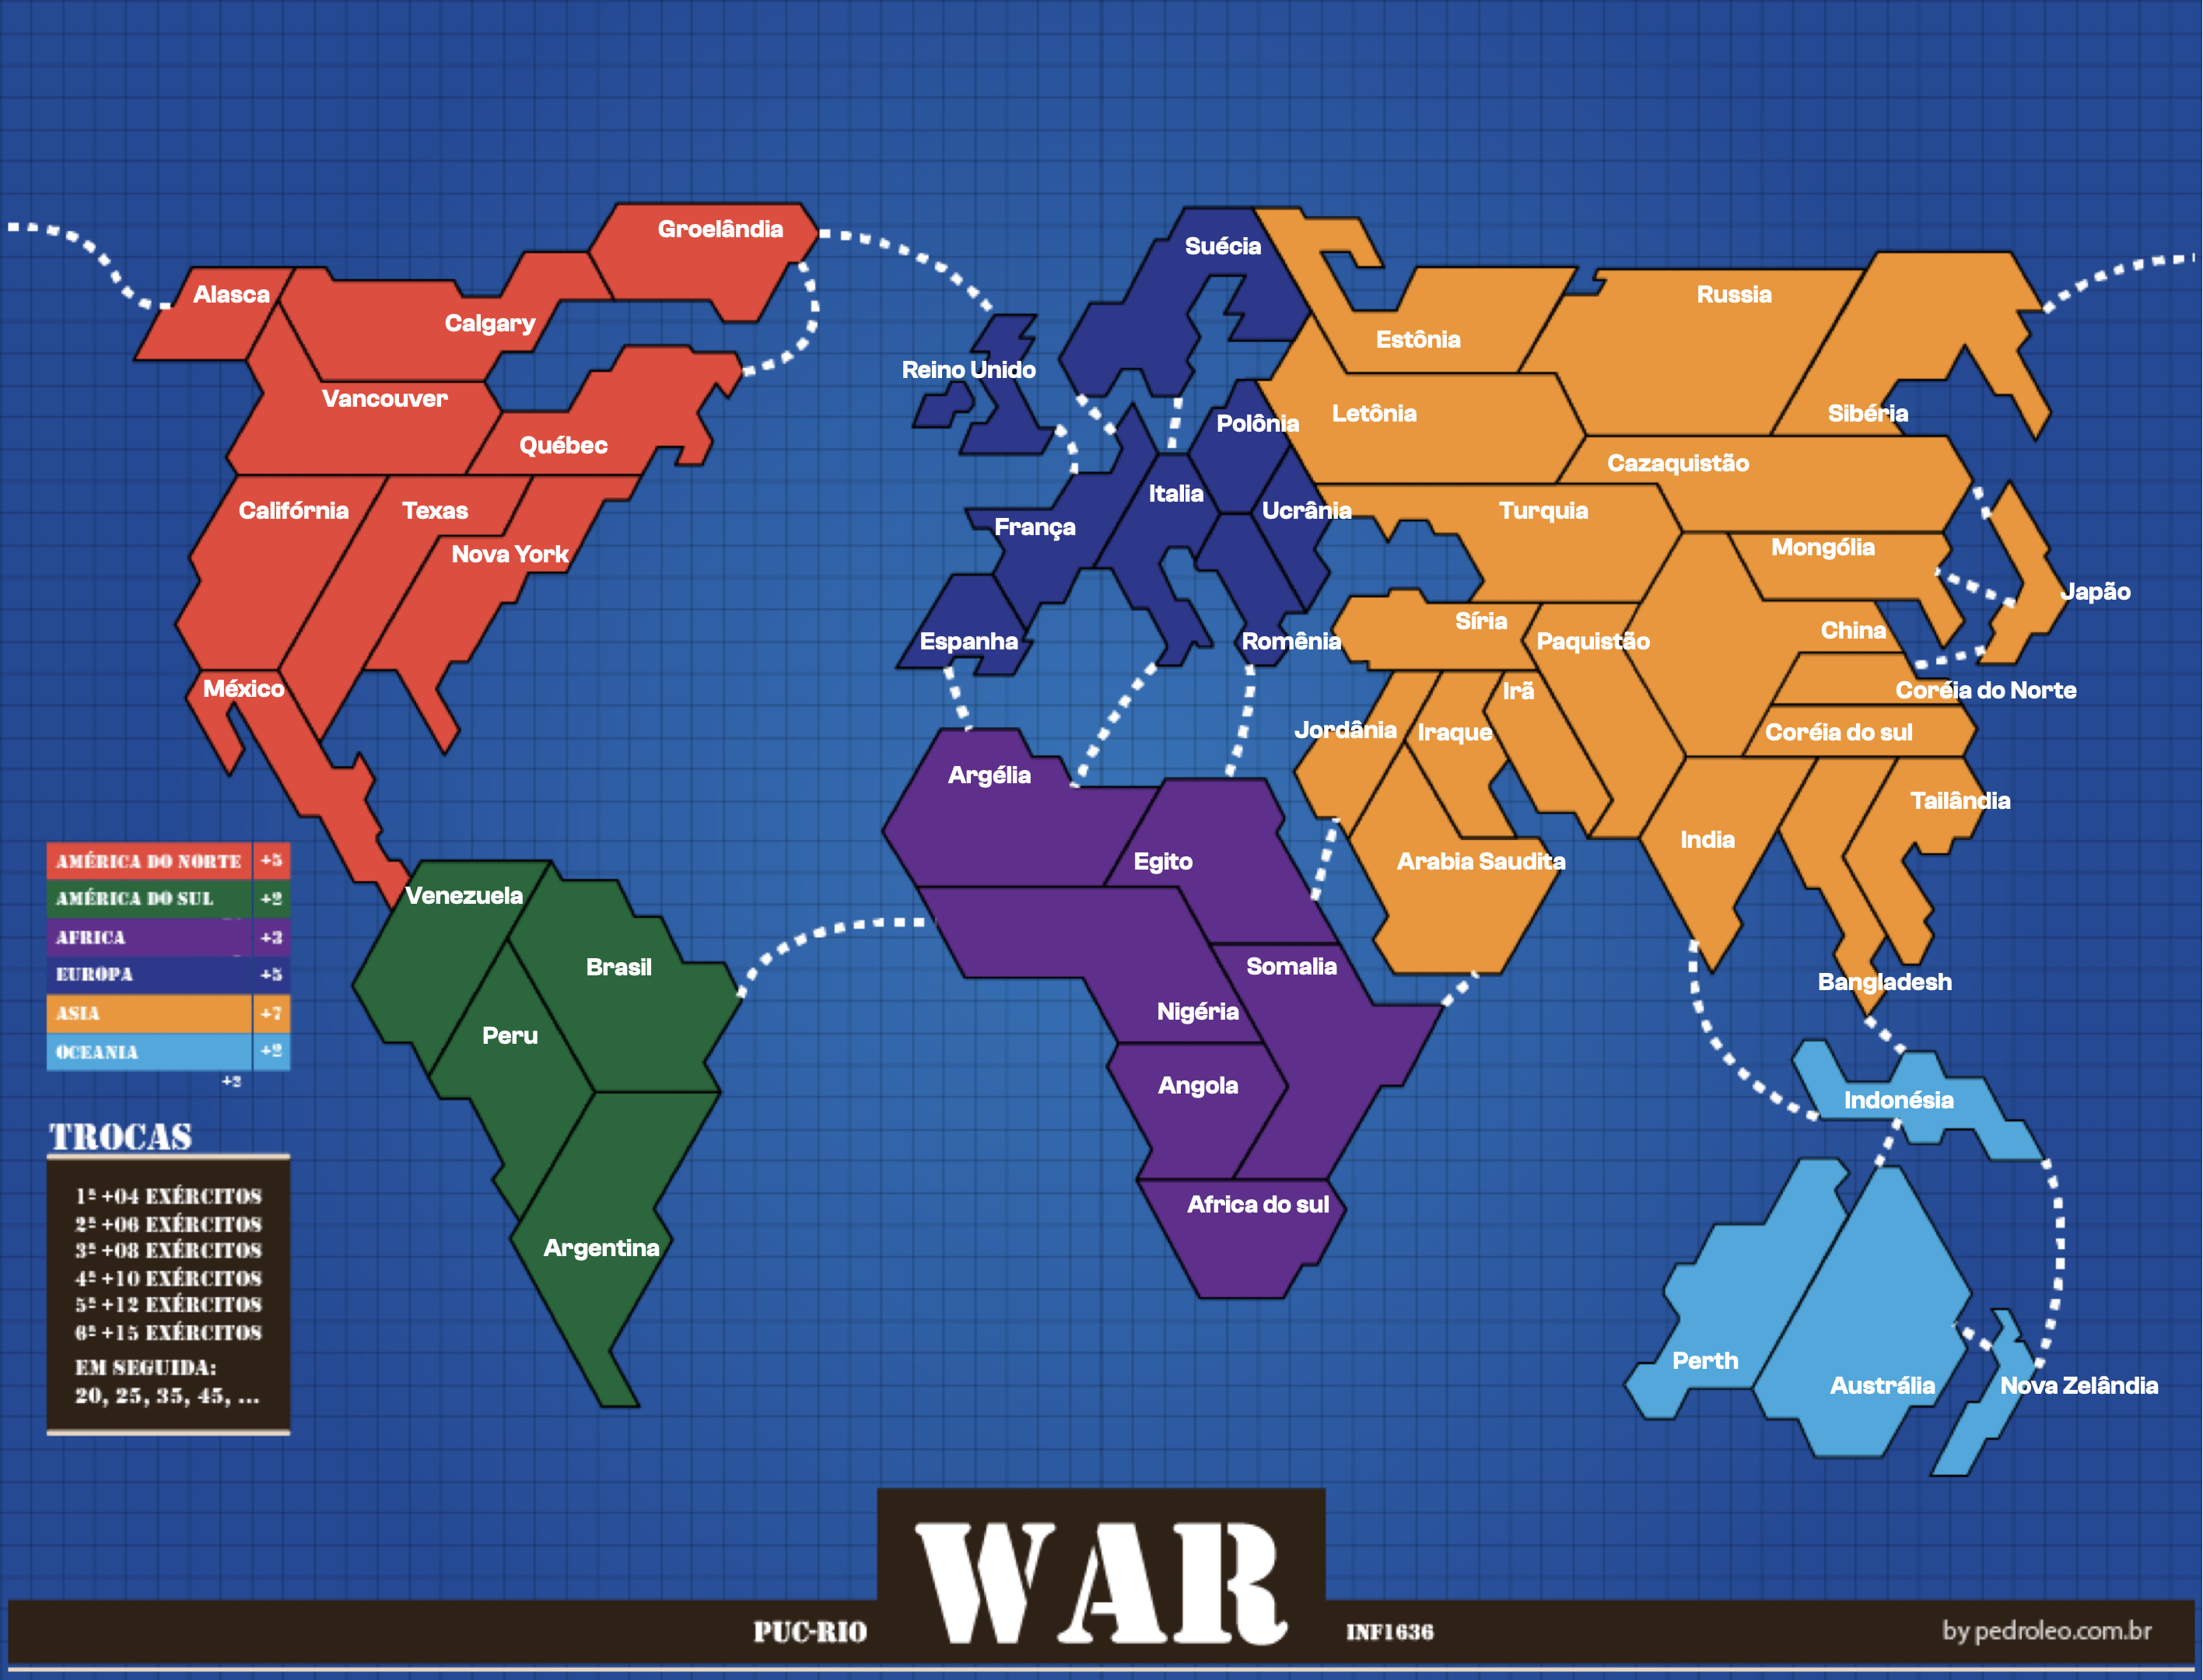 Groelândia
Suécia
Alasca
Russia
Calgary
Estônia
Reino Unido
Vancouver
Letônia
Sibéria
Polônia
Québec
Cazaquistão
Italia
Califórnia
Texas
Ucrânia
Turquia
França
Nova York
Mongólia
Japão
Síria
China
Espanha
Romênia
Paquistão
México
Irã
Coréia do Norte
Jordânia
Iraque
Coréia do sul
Argélia
Tailândia
India
AMÉRICA DO NORTE +5
Egito
Arabia Saudita
AMÉRICA DO SUL +2
Venezuela
AFRICA +3
Brasil
Somalia
EUROPA +5
Bangladesh
ASIA +7
Nigéria
Peru
OCEANIA +2
+2
Angola
Indonésia
TROCAS
1ª +04 EXÉRCITOS
2ª +06 EXÉRCITOS
3ª +08 EXÉRCITOS
4ª +10 EXÉRCITOS
5ª +12 EXÉRCITOS
6ª +15 EXÉRCITOS
EM SEGUIDA:
20, 25, 35, 45, ...
Africa do sul
Argentina
Perth
Austrália
Nova Zelândia
WAR
PUC-RIO
INF1636
by pedroleo.com.br